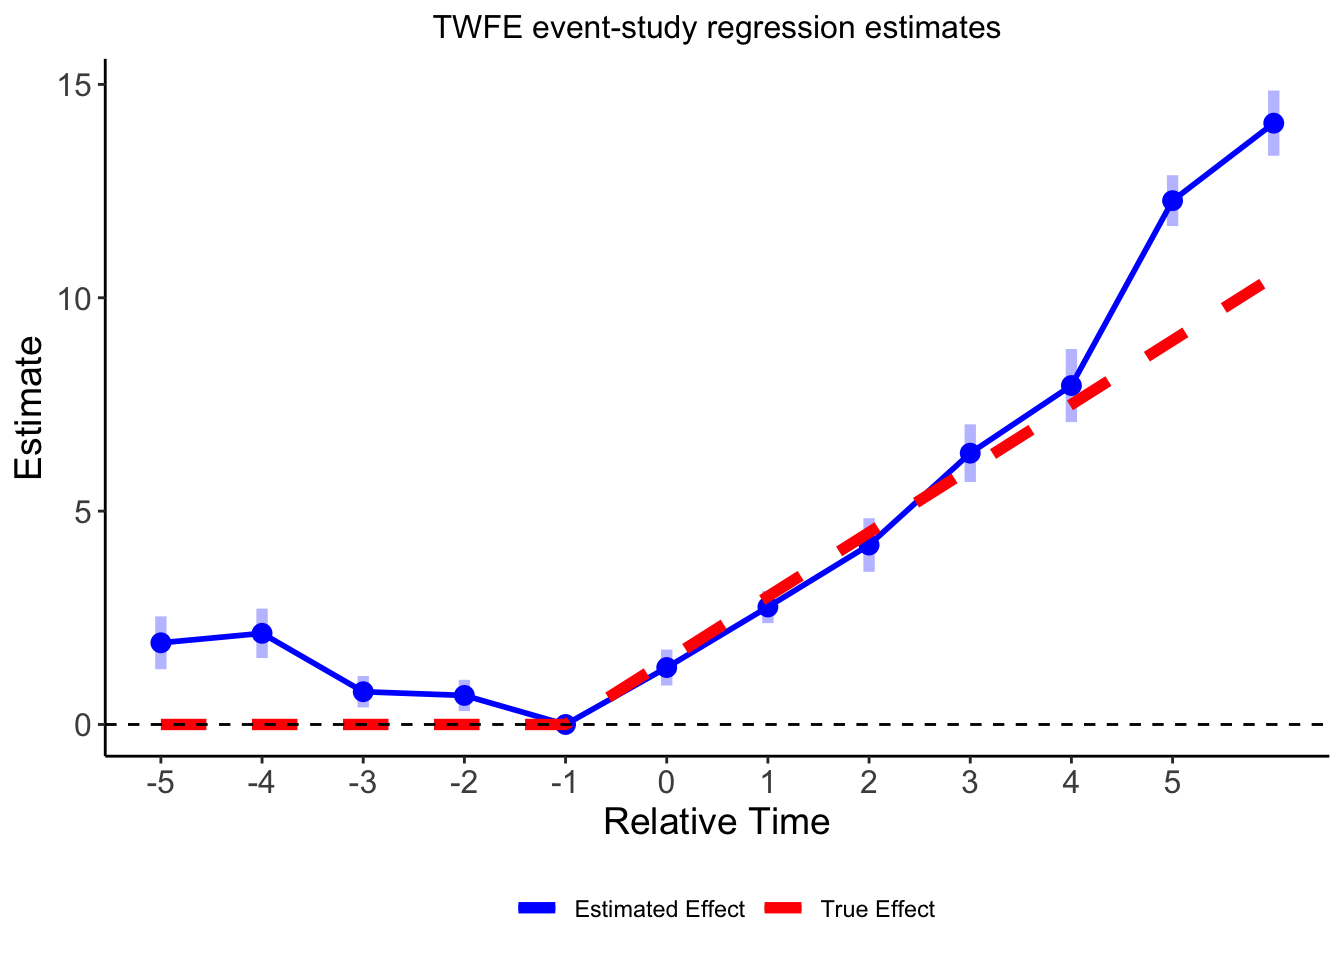 TWFE event-study regression estimates
15
10
5
0
Estimate
-5 -4 -3 -2 -1 0 1 2 3 4 5
Relative Time
Estimated Effect True Effect